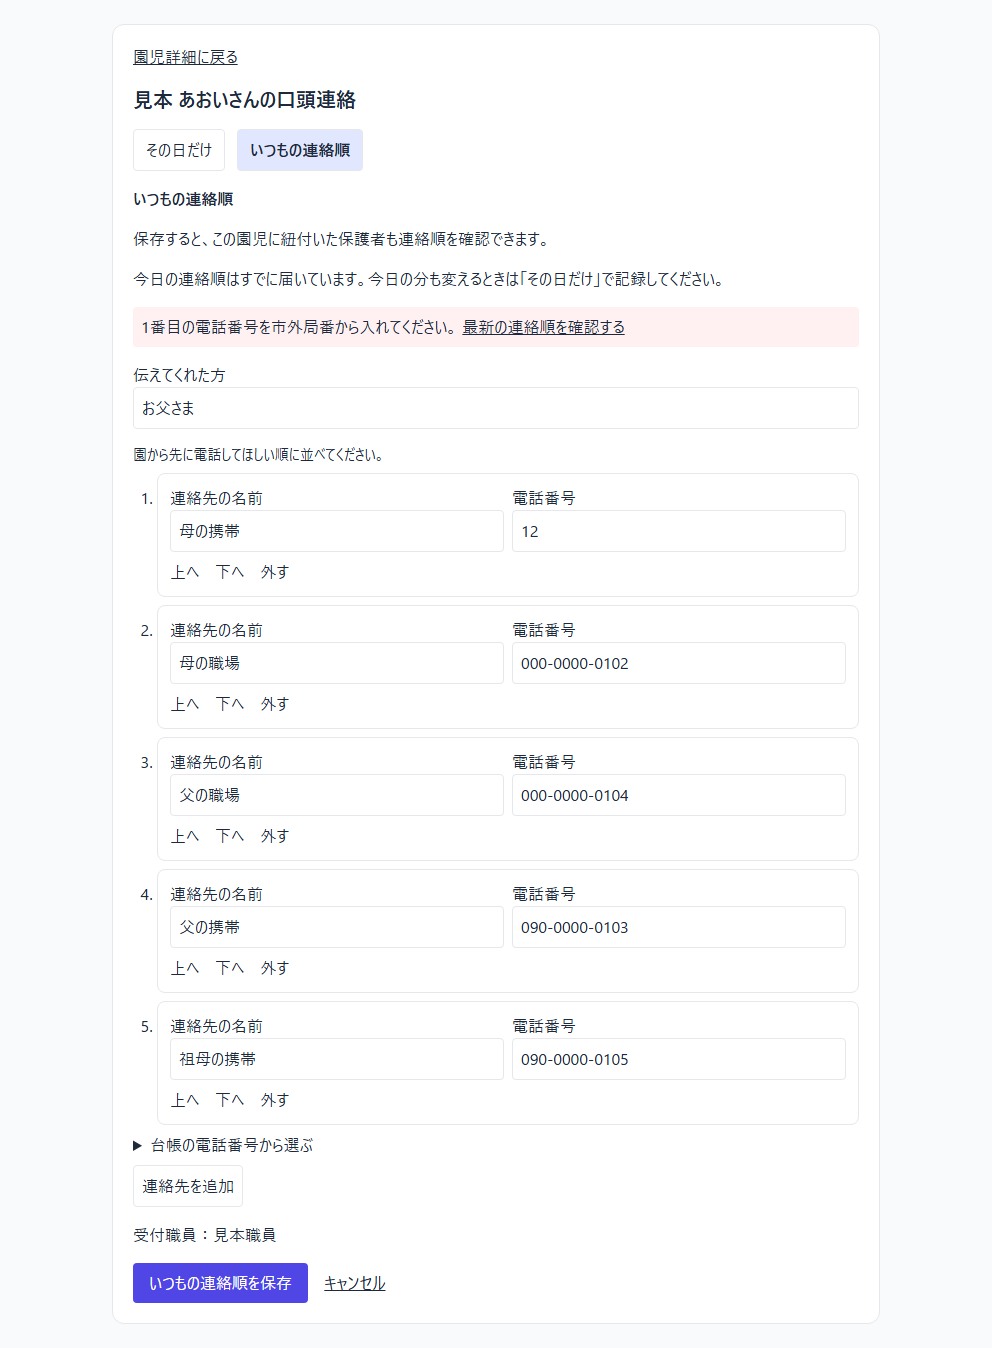 園児詳細に戻る
見本 あおいさんの口頭連絡
その日だけ いつもの連絡順
いつもの連絡順
保存すると、この園児に紐付いた保護者も連絡順を確認できます。
今日の連絡順はすでに届いています。今日の分も変えるときは「その日だけ」で記録してください。
1番目の電話番号を市外局番から入れてください。 最新の連絡順を確認する
伝えてくれた方
お父さま
園から先に電話してほしい順に並べてください。
1. 連絡先の名前 電話番号
母の携帯 12
上へ 下へ 外す
2. 連絡先の名前 電話番号
母の職場 000-0000-0102
上へ 下へ 外す
3. 連絡先の名前 電話番号
父の職場 000-0000-0104
上へ 下へ 外す
4. 連絡先の名前 電話番号
父の携帯 090-0000-0103
上へ 下へ 外す
5. 連絡先の名前 電話番号
祖母の携帯 090-0000-0105
上へ 下へ 外す
▶ 台帳の電話番号から選ぶ
連絡先を追加
受付職員：見本職員
いつもの連絡順を保存 キャンセル